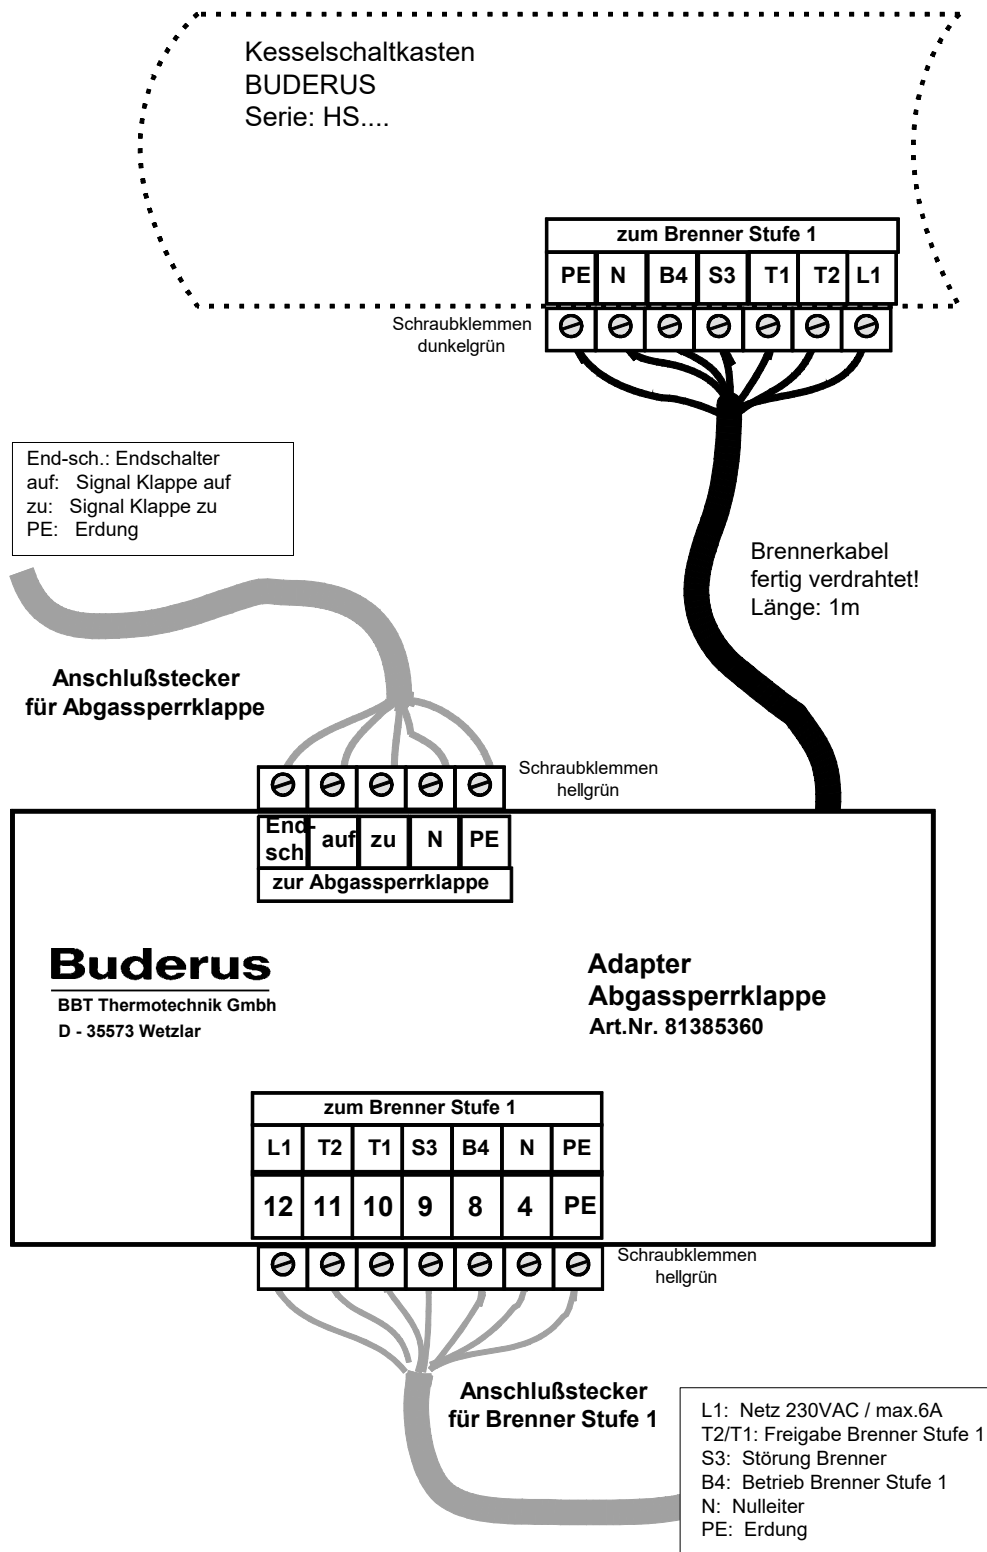 Kesselschaltkasten
BUDERUS
Serie: HS....
zum Brenner Stufe 1
PE N B4 S3 T1 T2 L1
Schraubklemmen
dunkelgrün
End-sch.: Endschalter
auf: Signal Klappe auf
zu: Signal Klappe zu
PE: Erdung
Brennerkabel
fertig verdrahtet!
Länge: 1m
Anschlußstecker
für Abgassperrklappe
Schraubklemmen
hellgrün
End-
sch auf zu N PE
zur Abgassperrklappe
Buderus
BBT Thermotechnik Gmbh
D - 35573 Wetzlar
Adapter
Abgassperrklappe
Art.Nr. 81385360
zum Brenner Stufe 1
L1 T2 T1 S3 B4 N PE
12 11 10 9 8 4 PE
Schraubklemmen
hellgrün
Anschlußstecker
für Brenner Stufe 1
L1: Netz 230VAC / max.6A
T2/T1: Freigabe Brenner Stufe 1
S3: Störung Brenner
B4: Betrieb Brenner Stufe 1
N: Nulleiter
PE: Erdung